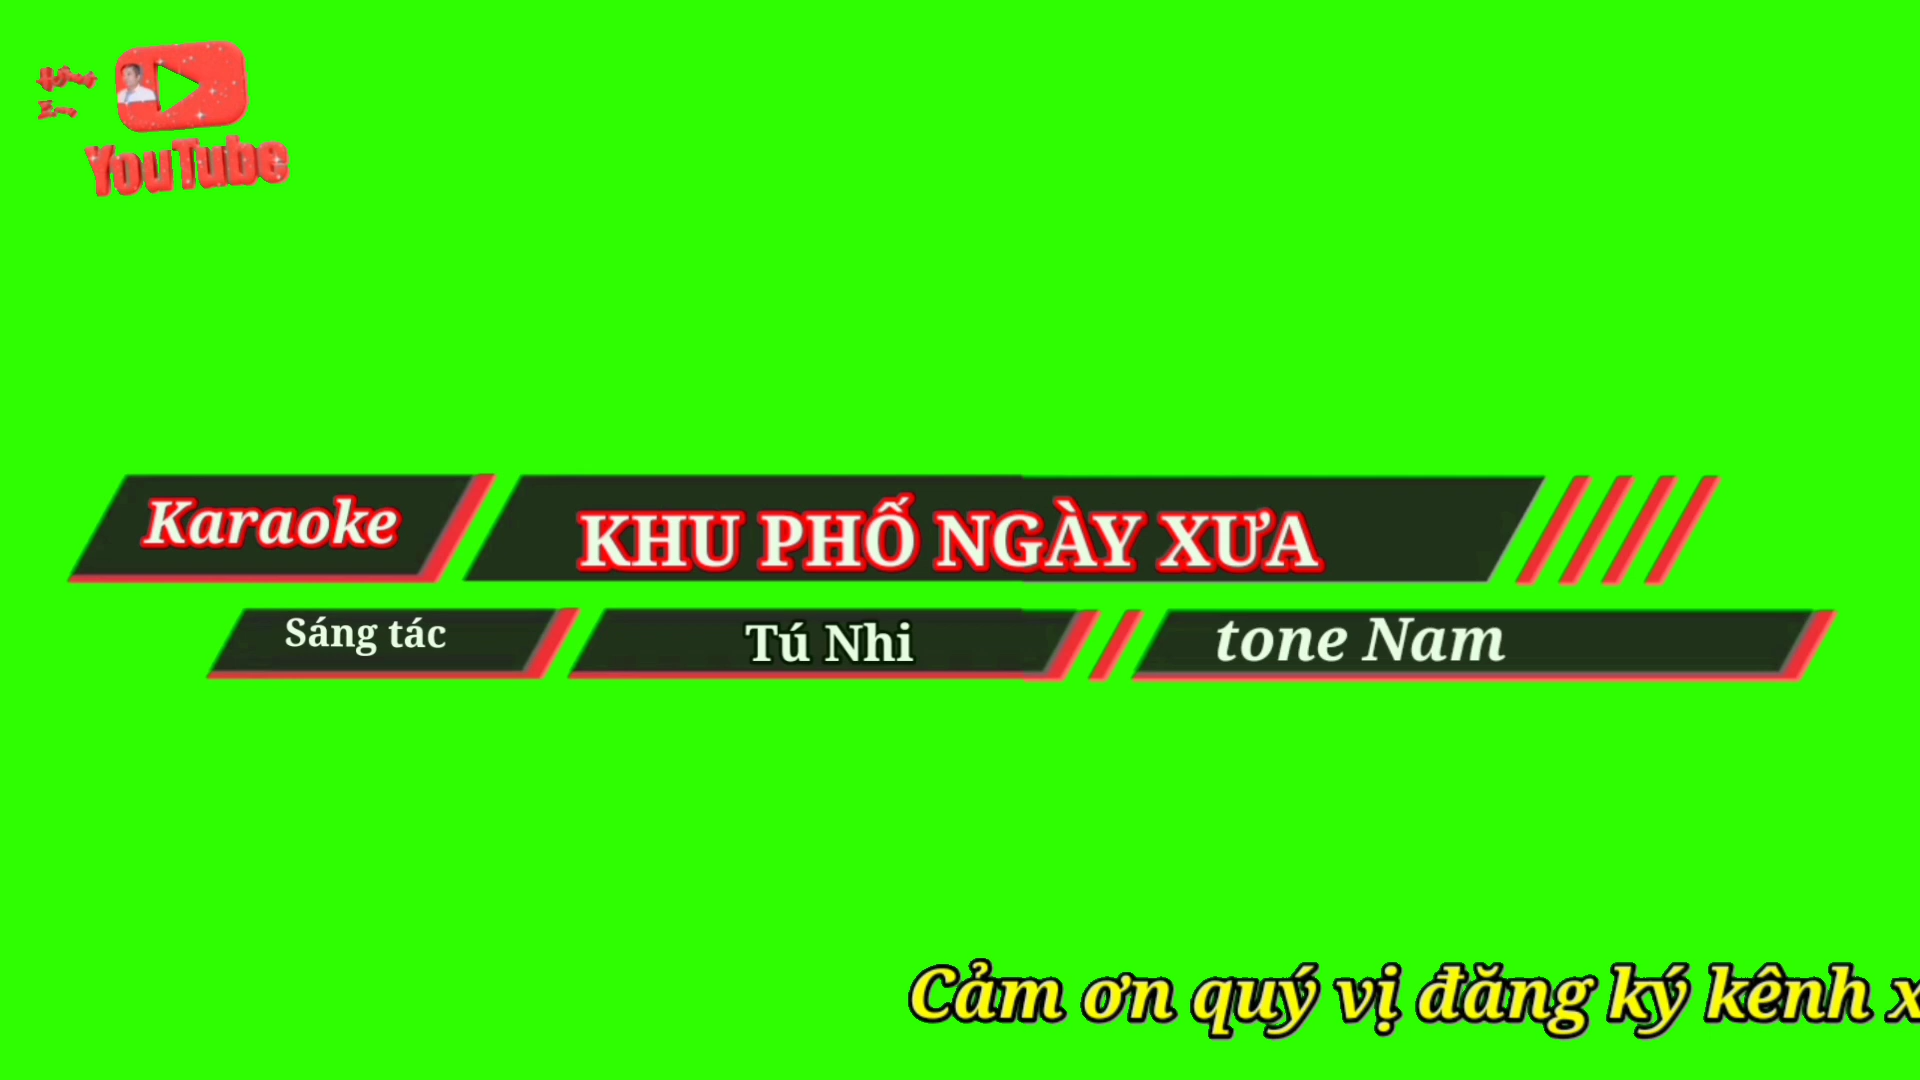 YouTube
Karaoke
KHU PHỐ NGÀY XƯA
Sáng tác
Tú Nhi
tone Nam
Cảm ơn quý vị đăng ký kênh x